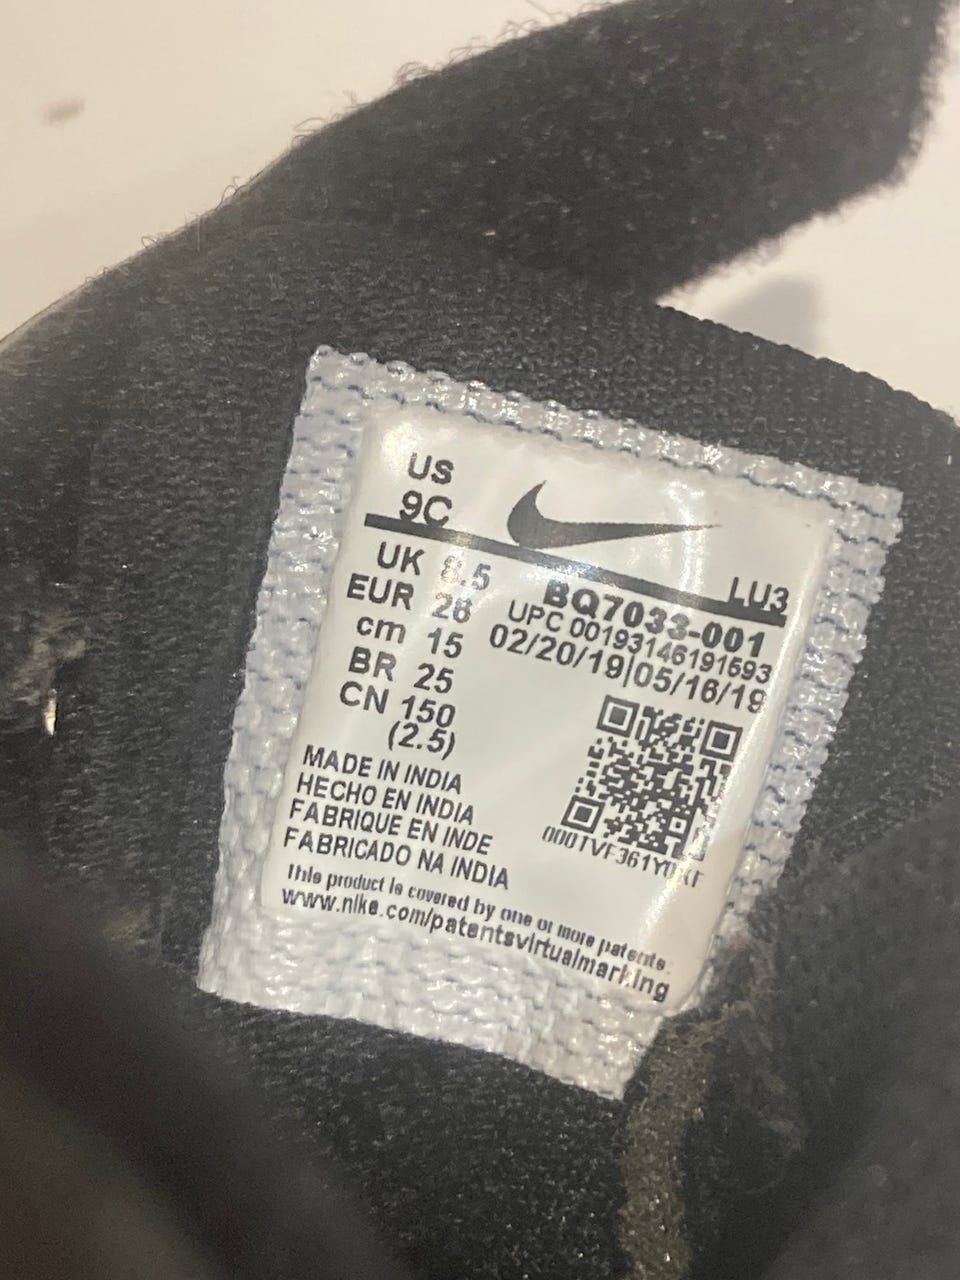 US
9C
LU3
UK 8.5
EUR 26
cm 15
BR 25
CN 150
(2.5)
BQ7033-001
UPC 00193146191593
02/20/19|05/16/19
MADE IN INDIA
HECHO EN INDIA
FABRIQUE EN INDE
FABRICADO NA INDIA
This product is covered by one or more patents.
www.nike.com/patentsvirtualmarking